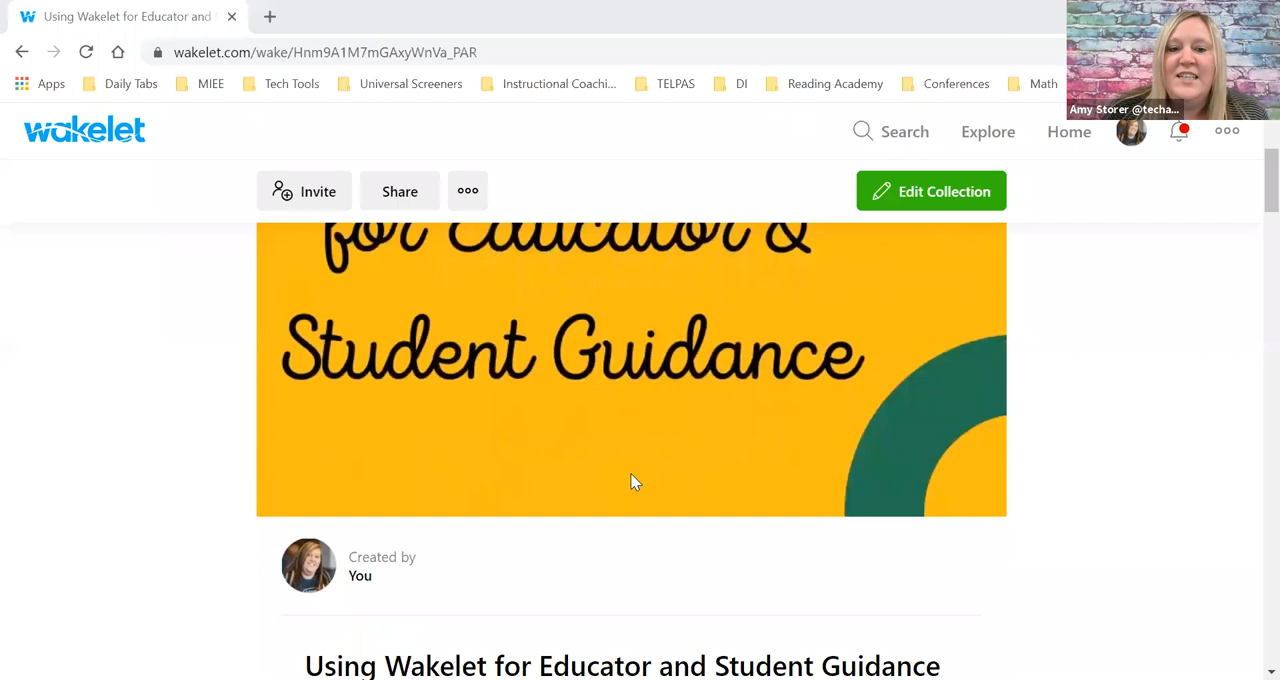 Using Wakelet for Educator and
wakelet.com/wake/Hnm9A1M7mGAxyWnVa_PAR
Apps Daily Tabs MIEE Tech Tools Universal Screeners Instructional Coachi... TELPAS DI Reading Academy Conferences Math
Amy Storer @techa...
wakelet Search Explore Home
Invite Share Edit Collection
for Educator &
Student Guidance
Created by
You
Using Wakelet for Educator and Student Guidance